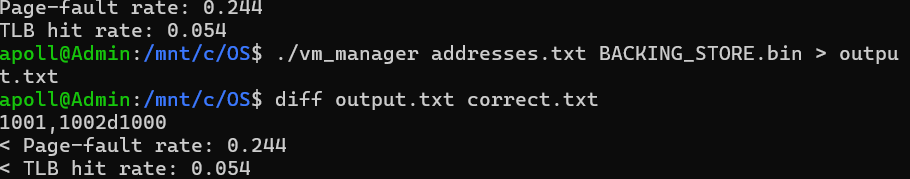 Page-fault rate: 0.244
TLB hit rate: 0.054
apoll@Admin:/mnt/c/OS$ ./vm_manager addresses.txt BACKING_STORE.bin > outpu
t.txt
apoll@Admin:/mnt/c/OS$ diff output.txt correct.txt
1001,1002d1000
< Page-fault rate: 0.244
< TLB hit rate: 0.054